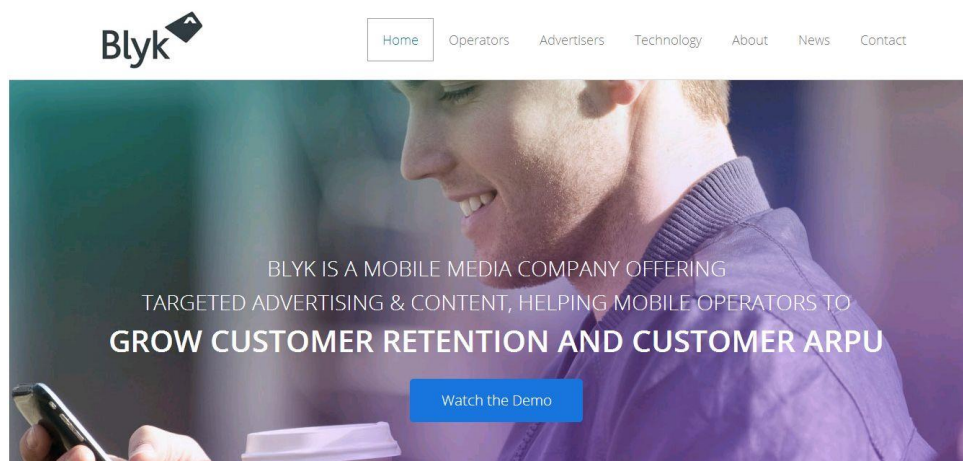 Blyk
Home Operators Advertisers Technology About News Contact
BLYK IS A MOBILE MEDIA COMPANY OFFERING
TARGETED ADVERTISING & CONTENT, HELPING MOBILE OPERATORS TO
GROW CUSTOMER RETENTION AND CUSTOMER ARPU
Watch the Demo